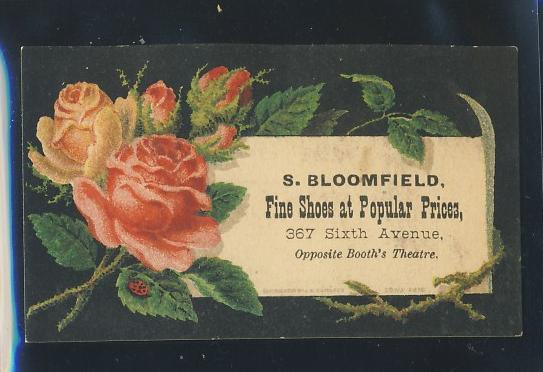 S. BLOOMFIELD,
Fine Shoes at Popular Prices,
367 Sixth Avenue,
Opposite Booth's Theatre.